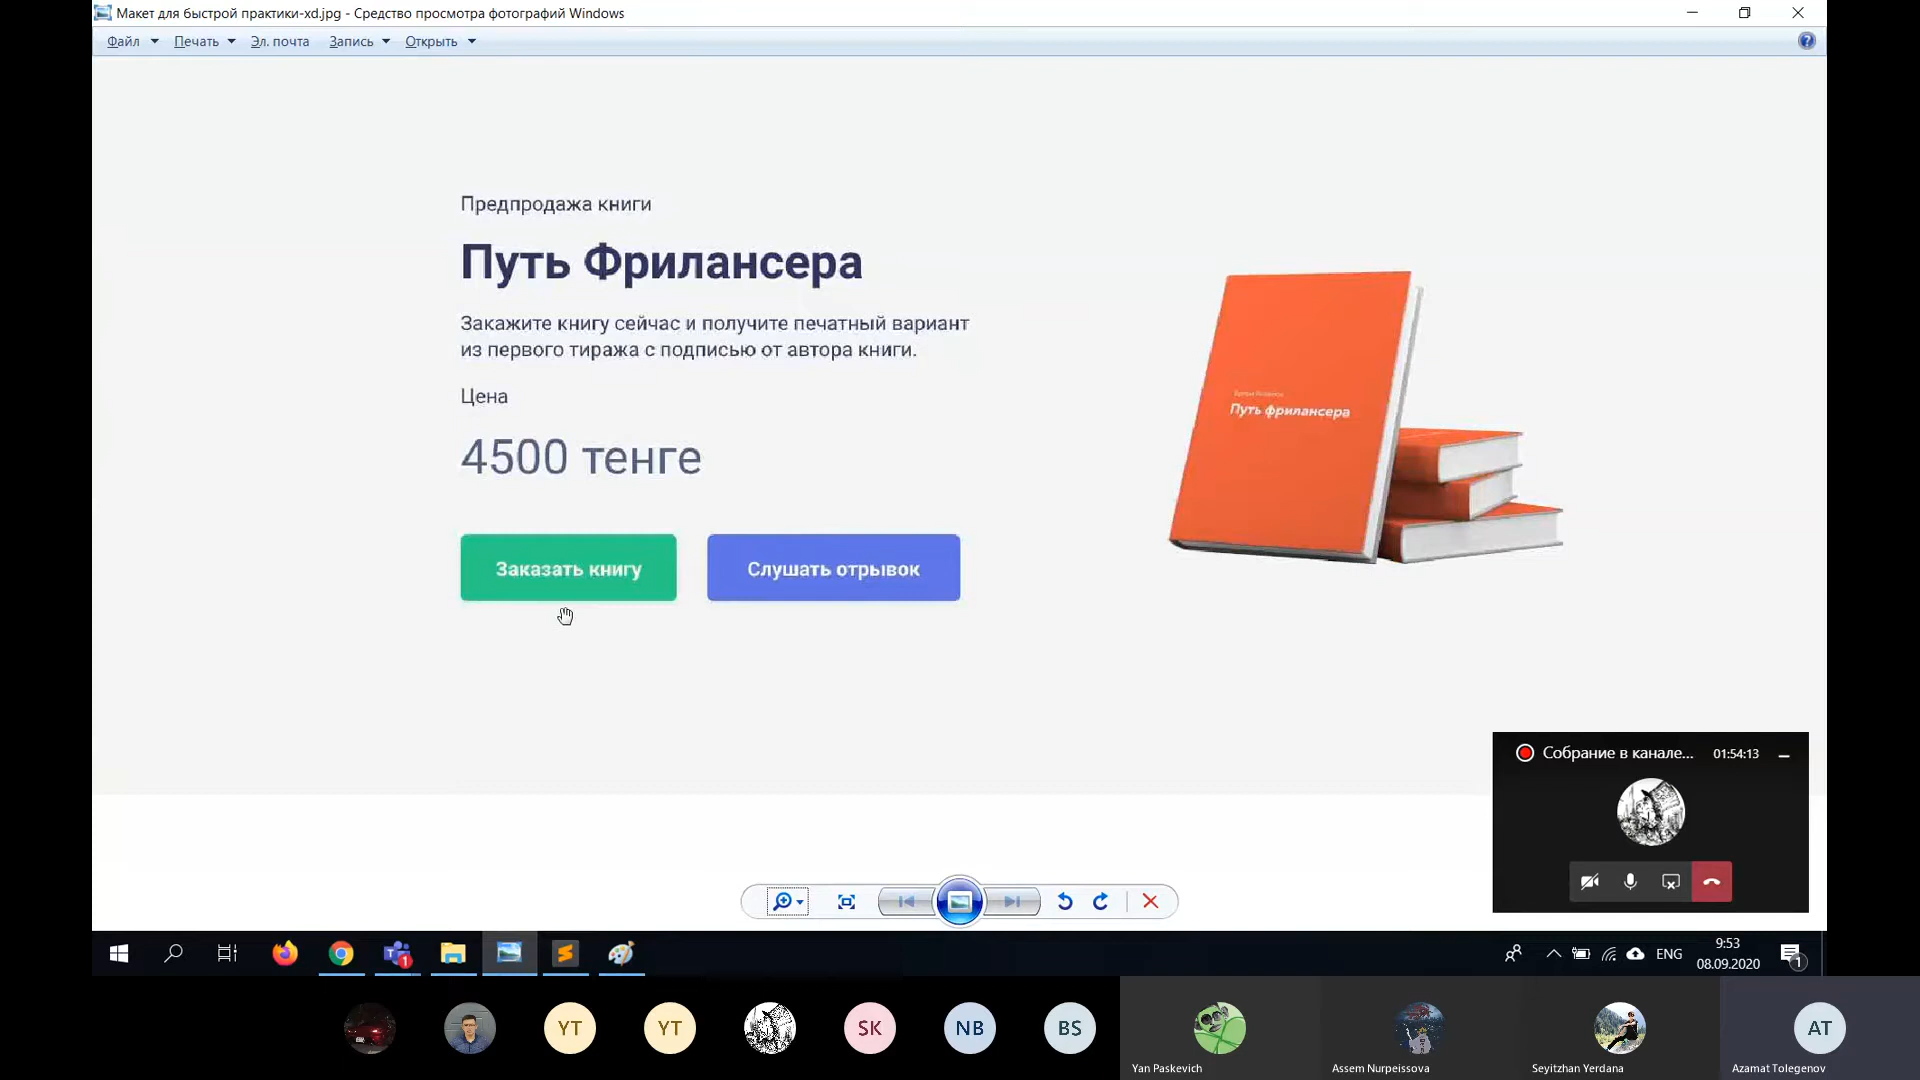 Макет для быстрой практики-xd.jpg - Средство просмотра фотографий Windows
Файл Печать Эл. почта Запись Открыть
Предпродажа книги
Путь Фрилансера
Закажите книгу сейчас и получите печатный вариант
из первого тиража с подписью от автора книги.
Цена
4500 тенге
Заказать книгу Слушать отрывок
Путь фрилансера
Собрание в канале... 01:54:13
1
ENG
9:53
08.09.2020
1
YT YT SK NB BS AT
Yan Paskevich Assem Nurpeissova Seyitzhan Yerdana Azamat Tolegenov